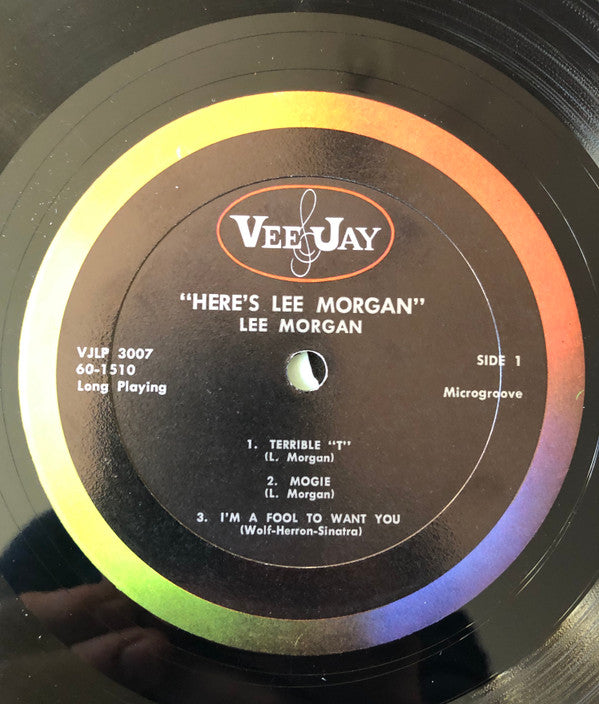 VEE JAY
"HERE'S LEE MORGAN"
LEE MORGAN
VJLP 3007
60-1510
Long Playing
SIDE 1
Microgroove
1. TERRIBLE "T"
(L. Morgan)
2. MOGIE
(L. Morgan)
3. I'M A FOOL TO WANT YOU
(Wolf-Herron-Sinatra)